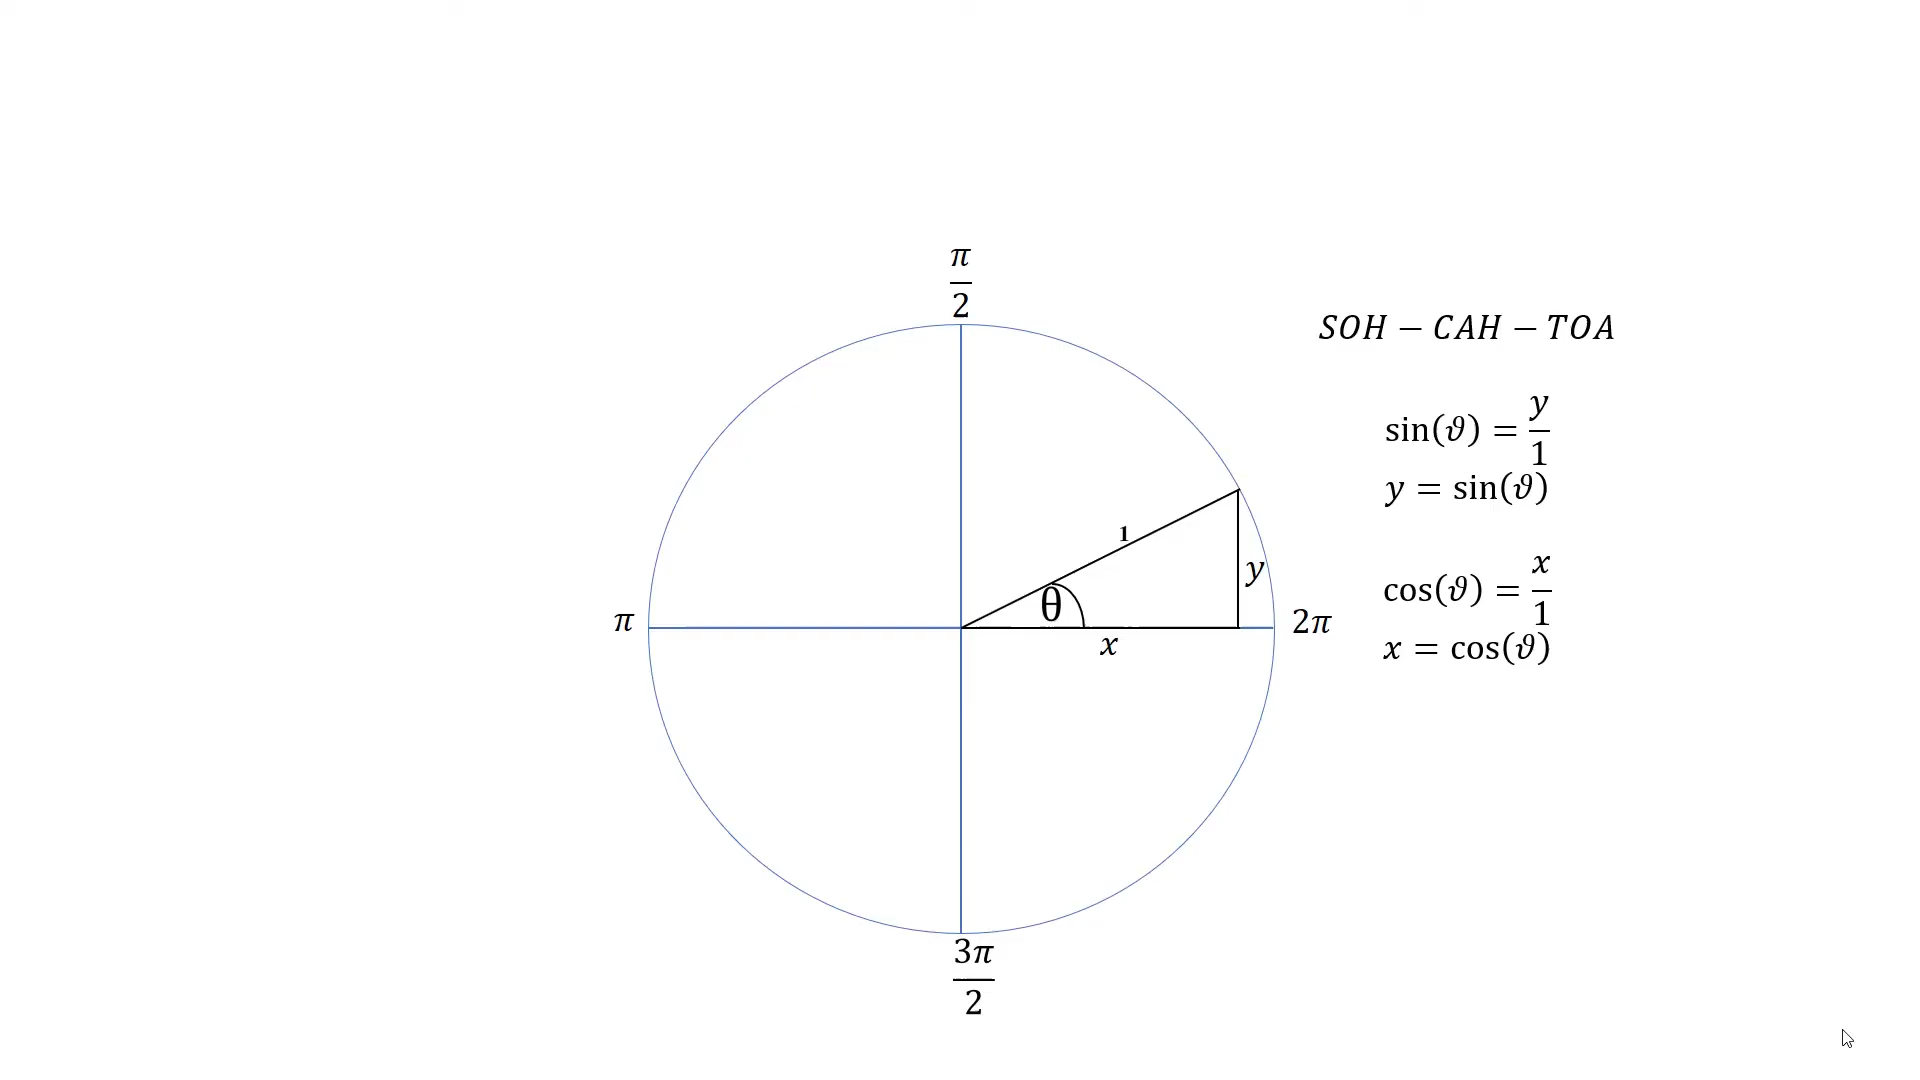 π/2
SOH − CAH − TOA
sin(ϑ) = y/1
y = sin(ϑ)
1
y
cos(ϑ) = x/1
θ
π
2π
x
x = cos(ϑ)
3π/2